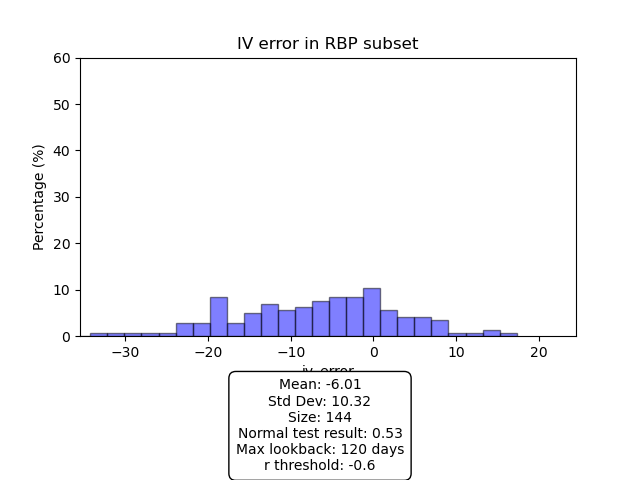 IV error in RBP subset
Percentage (%)
60
50
40
30
20
10
0
−30
−20
−10
0
10
20
iv_error
Mean: -6.01
Std Dev: 10.32
Size: 144
Normal test result: 0.53
Max lookback: 120 days
r threshold: -0.6